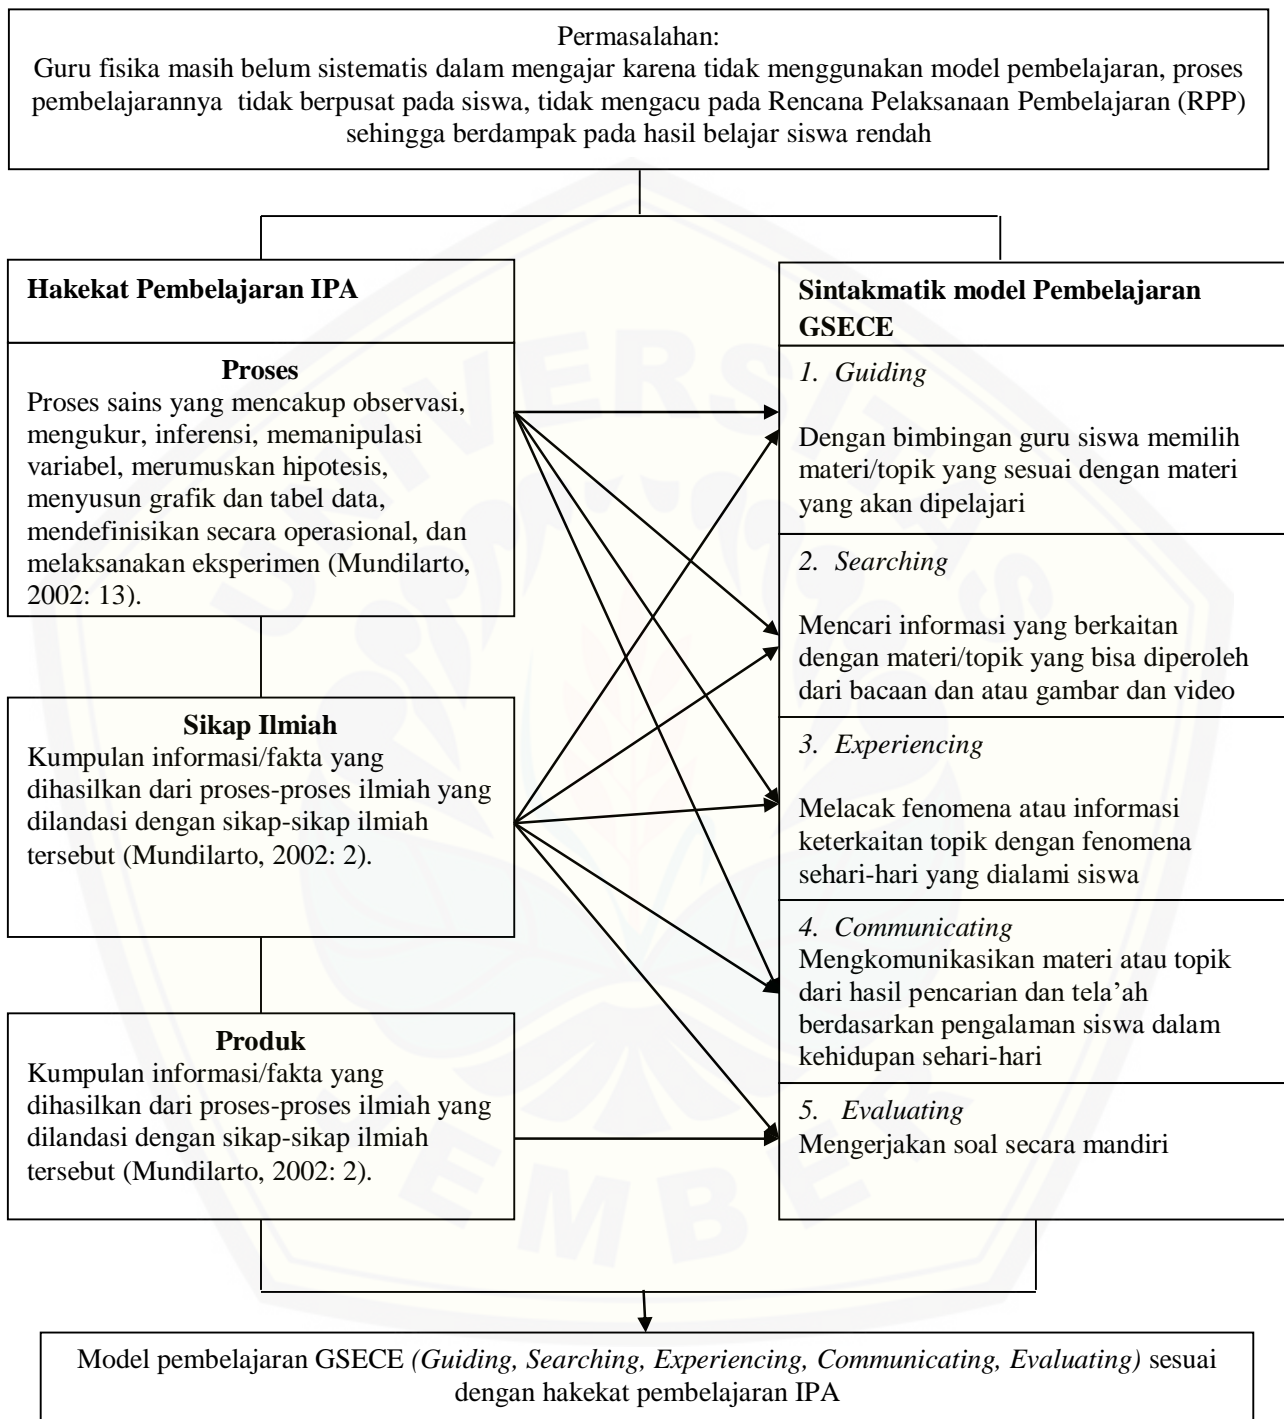 Permasalahan:
Guru fisika masih belum sistematis dalam mengajar karena tidak menggunakan model pembelajaran, proses
pembelajarannya tidak berpusat pada siswa, tidak mengacu pada Rencana Pelaksanaan Pembelajaran (RPP)
sehingga berdampak pada hasil belajar siswa rendah
Hakekat Pembelajaran IPA
Proses
Proses sains yang mencakup observasi,
mengukur, inferensi, memanipulasi
variabel, merumuskan hipotesis,
menyusun grafik dan tabel data,
mendefinisikan secara operasional, dan
melaksanakan eksperimen (Mundilarto,
2002: 13).
Sikap Ilmiah
Kumpulan informasi/fakta yang
dihasilkan dari proses-proses ilmiah yang
dilandasi dengan sikap-sikap ilmiah
tersebut (Mundilarto, 2002: 2).
Produk
Kumpulan informasi/fakta yang
dihasilkan dari proses-proses ilmiah yang
dilandasi dengan sikap-sikap ilmiah
tersebut (Mundilarto, 2002: 2).
Sintakmatik model Pembelajaran
GSECE
1. Guiding
Dengan bimbingan guru siswa memilih
materi/topik yang sesuai dengan materi
yang akan dipelajari
2. Searching
Mencari informasi yang berkaitan
dengan materi/topik yang bisa diperoleh
dari bacaan dan atau gambar dan video
3. Experiencing
Melacak fenomena atau informasi
keterkaitan topik dengan fenomena
sehari-hari yang dialami siswa
4. Communicating
Mengkomunikasikan materi atau topik
dari hasil pencarian dan tela’ah
berdasarkan pengalaman siswa dalam
kehidupan sehari-hari
5. Evaluating
Mengerjakan soal secara mandiri
Model pembelajaran GSECE (Guiding, Searching, Experiencing, Communicating, Evaluating) sesuai
dengan hakekat pembelajaran IPA
UNIVERSITAS
JEMBER